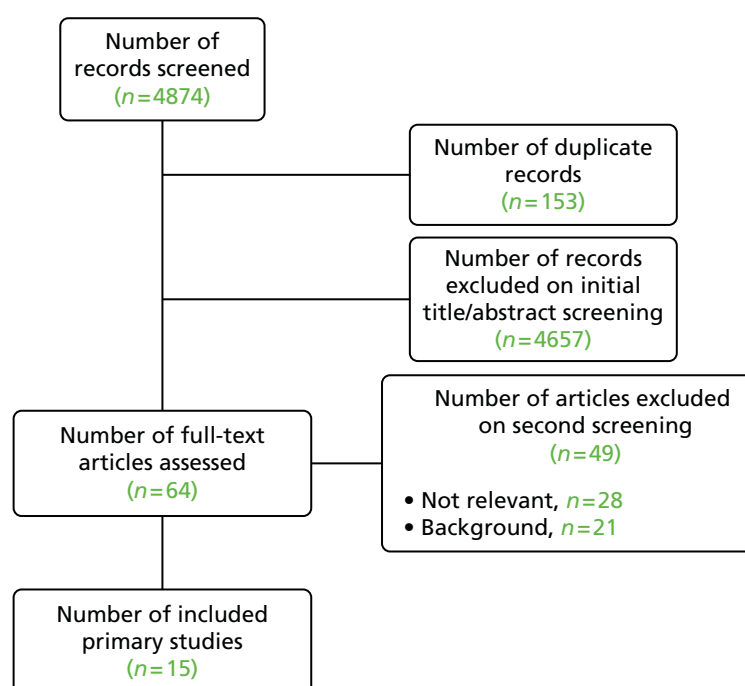 Number of
records screened
(n=4874)
Number of duplicate
records
(n=153)
Number of records
excluded on initial
title/abstract screening
(n=4657)
Number of full-text
articles assessed
(n=64)
Number of articles excluded
on second screening
(n=49)
• Not relevant, n=28
• Background, n=21
Number of included
primary studies
(n=15)